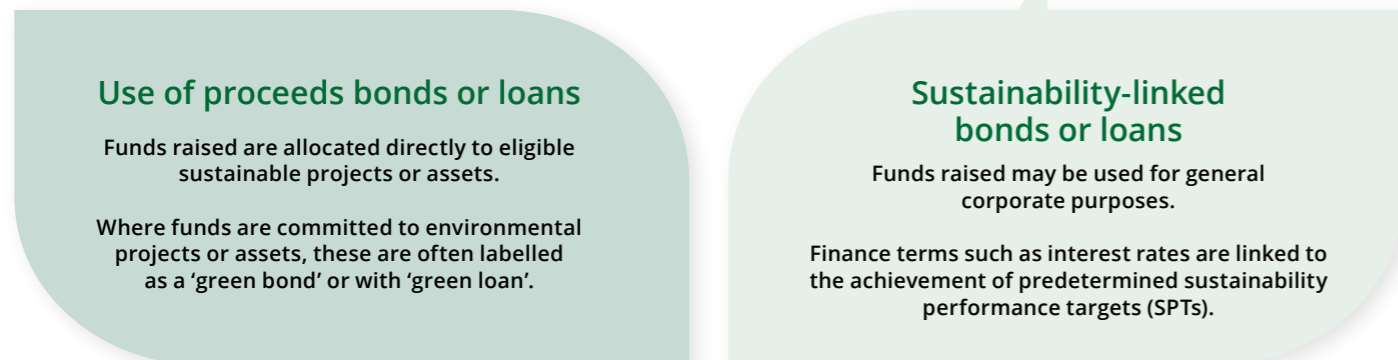 Use of proceeds bonds or loans
Funds raised are allocated directly to eligible
sustainable projects or assets.
Where funds are committed to environmental
projects or assets, these are often labelled
as a ‘green bond’ or with ‘green loan’.
Sustainability-linked
bonds or loans
Funds raised may be used for general
corporate purposes.
Finance terms such as interest rates are linked to
the achievement of predetermined sustainability
performance targets (SPTs).